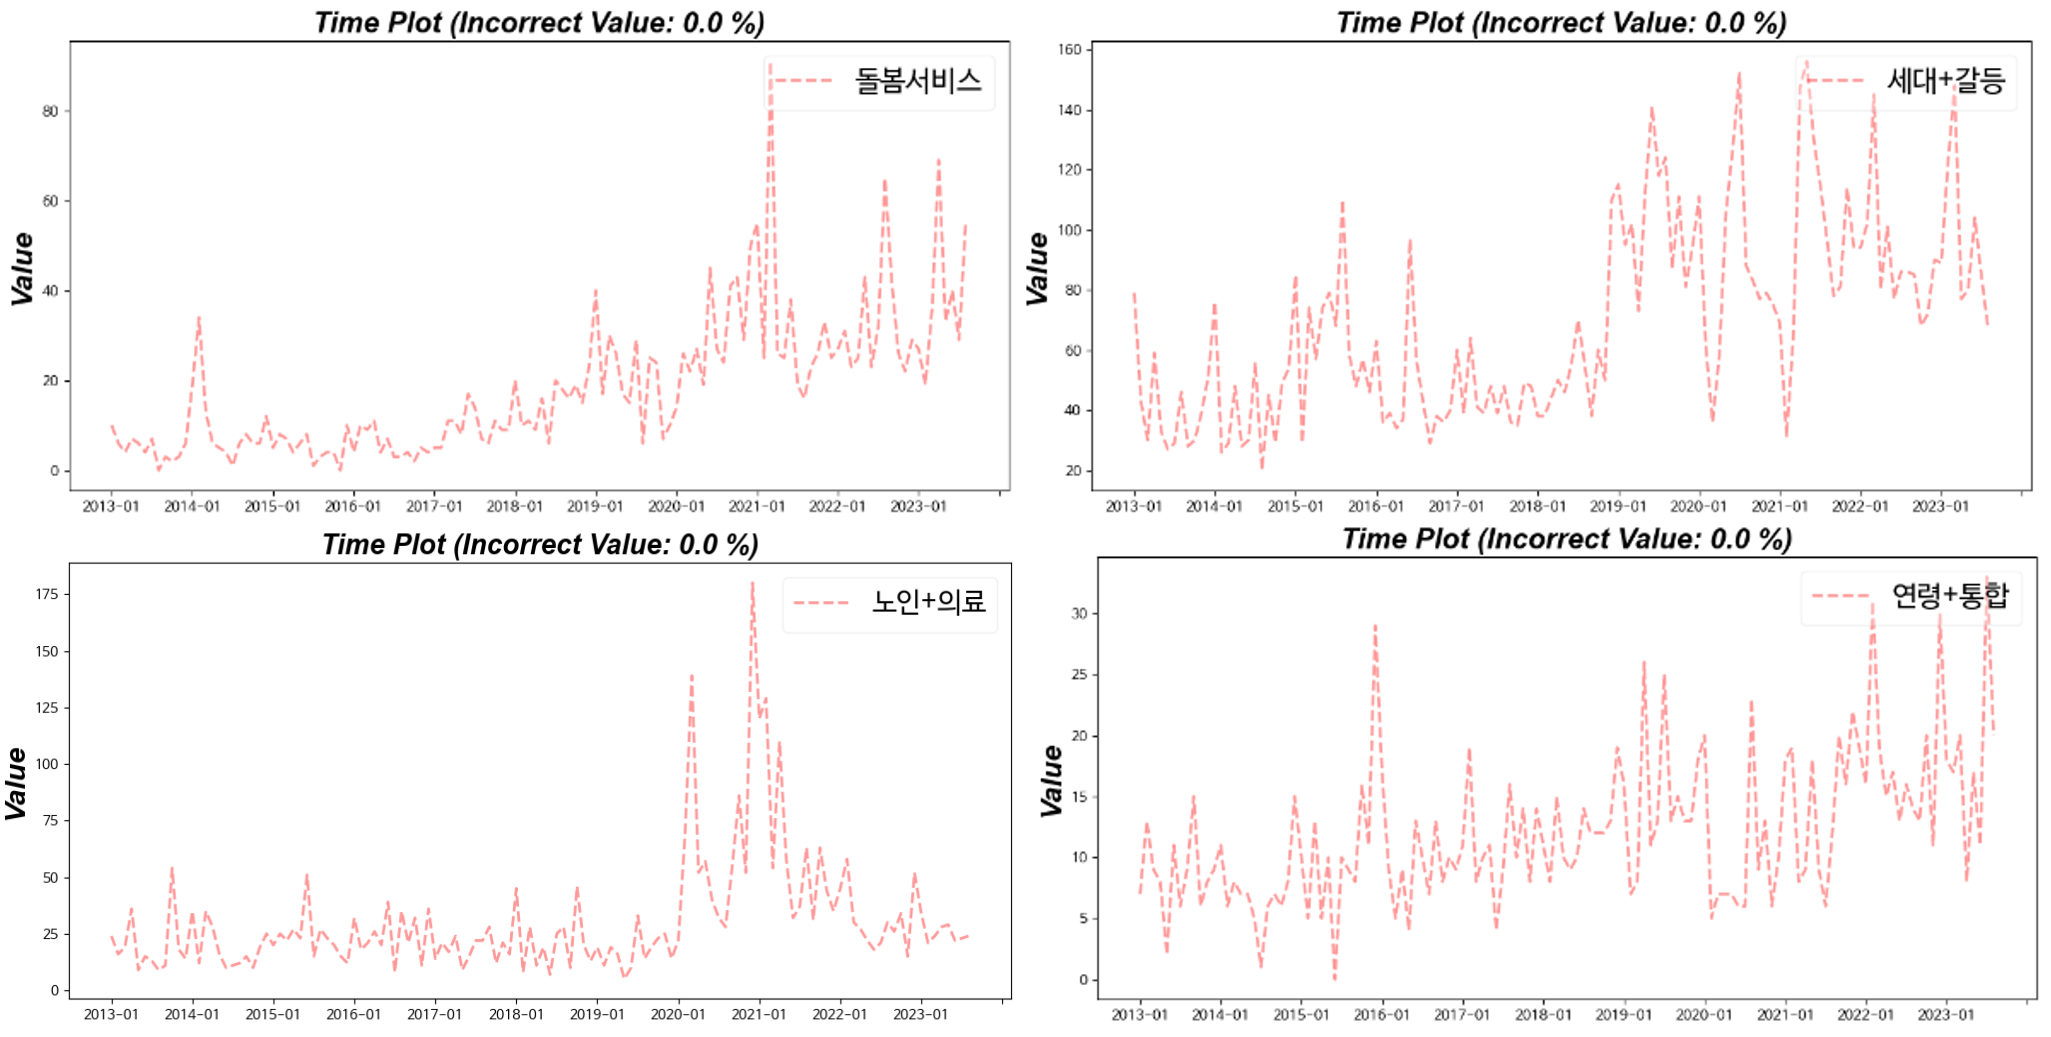 Time Plot (Incorrect Value: 0.0 %)
돌봄서비스
Value
80
60
40
20
0
2013-01 2014-01 2015-01 2016-01 2017-01 2018-01 2019-01 2020-01 2021-01 2022-01 2023-01
Time Plot (Incorrect Value: 0.0 %)
세대+갈등
Value
160
140
120
100
80
60
40
20
2013-01 2014-01 2015-01 2016-01 2017-01 2018-01 2019-01 2020-01 2021-01 2022-01 2023-01
Time Plot (Incorrect Value: 0.0 %)
노인+의료
Value
175
150
125
100
75
50
25
0
2013-01 2014-01 2015-01 2016-01 2017-01 2018-01 2019-01 2020-01 2021-01 2022-01 2023-01
Time Plot (Incorrect Value: 0.0 %)
연령+통합
Value
30
25
20
15
10
5
0
2013-01 2014-01 2015-01 2016-01 2017-01 2018-01 2019-01 2020-01 2021-01 2022-01 2023-01